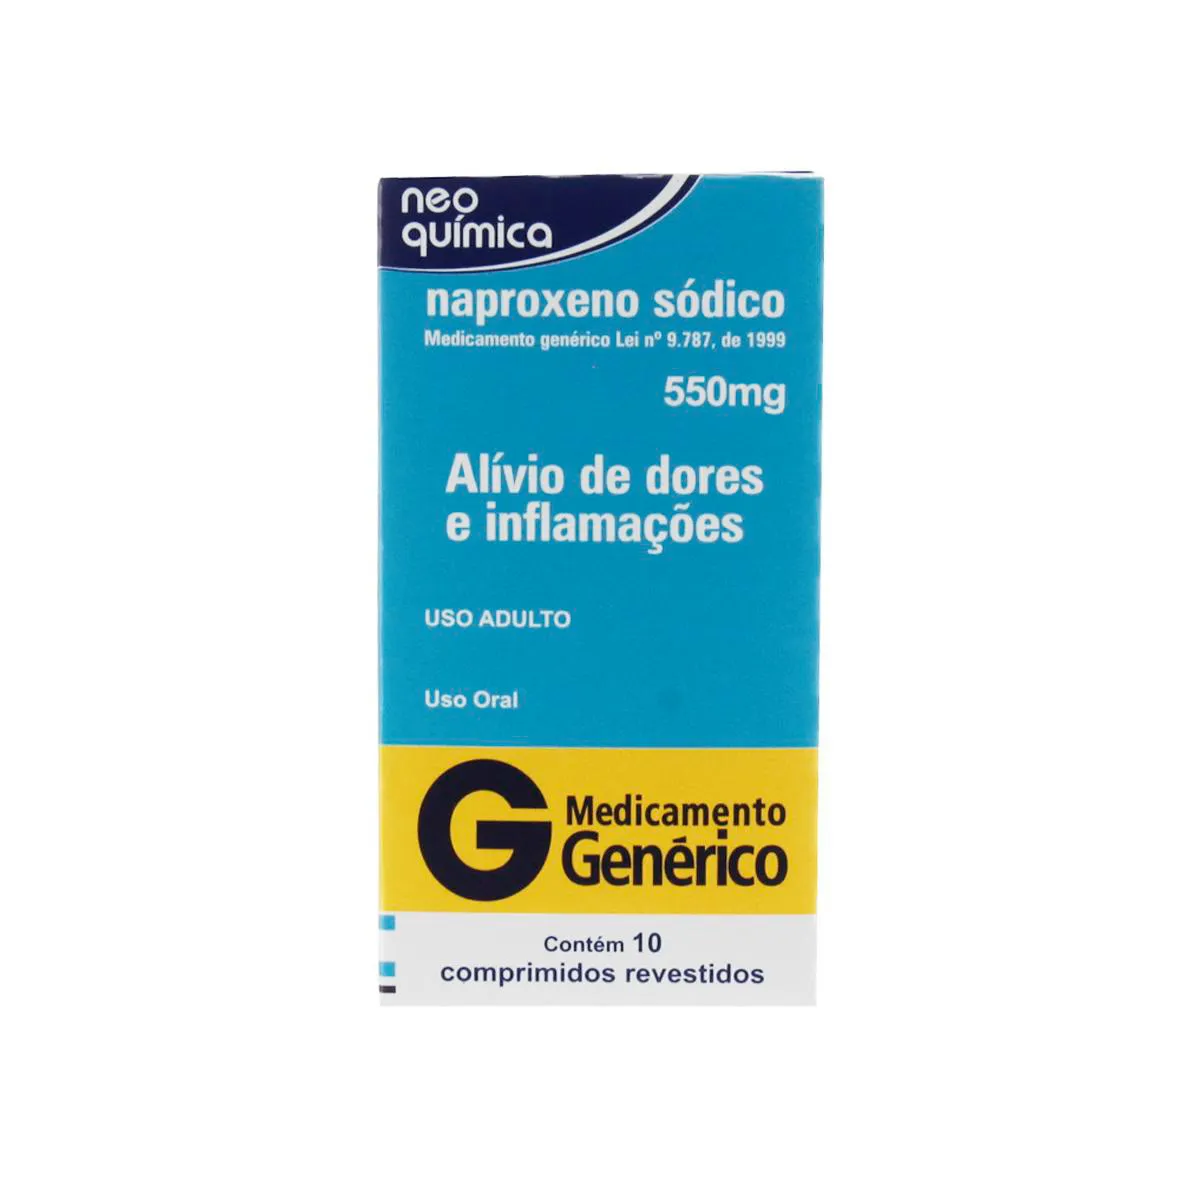 neo
química
naproxeno sódico
Medicamento genérico Lei nº 9.787, de 1999
550mg
Alívio de dores
e inflamações
USO ADULTO
Uso Oral
G Medicamento
Genérico
Contém 10
comprimidos revestidos